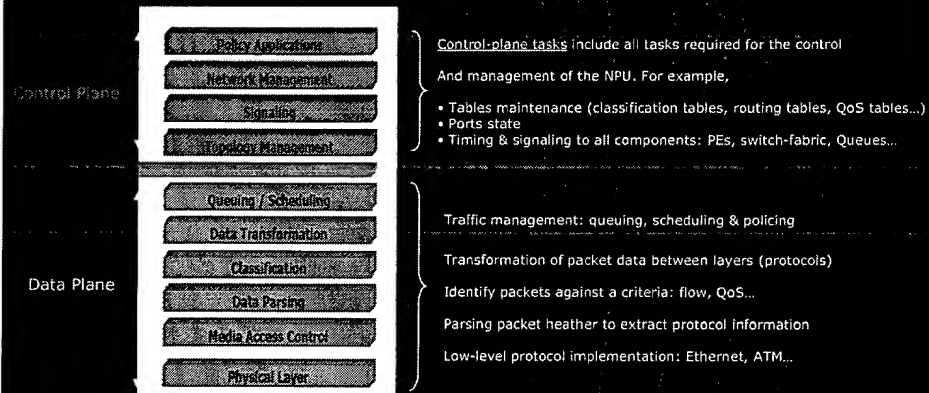 Policy Applications
Network Management
Control Plane
Signaling
Topology Management
Control-plane tasks include all tasks required for the control
And management of the NPU. For example,
• Tables maintenance (classification tables, routing tables, QoS tables...)
• Ports state
• Timing & signaling to all components: PEs, switch-fabric, Queues...
Queuing / Scheduling
Data Transformation
Classification
Data Plane
Data Parsing
Media Access Control
Physical Layer
Traffic management: queuing, scheduling & policing
Transformation of packet data between layers (protocols)
Identify packets against a criteria: flow, QoS...
Parsing packet heather to extract protocol information
Low-level protocol implementation: Ethernet, ATM...